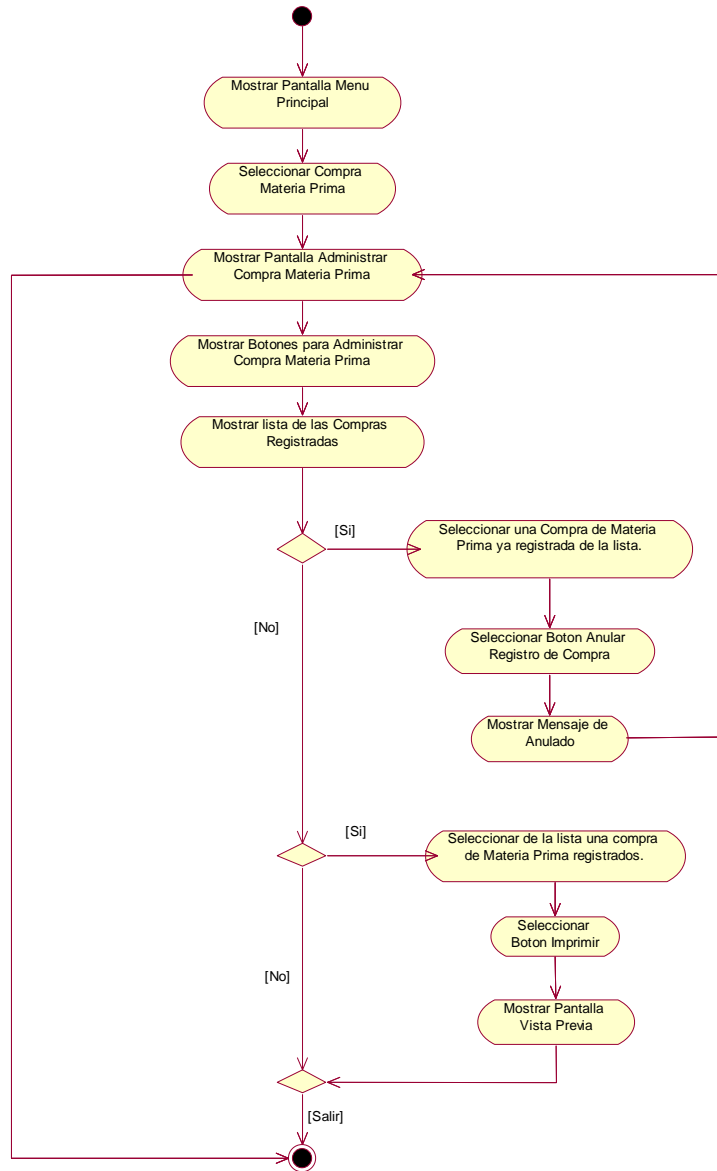 Mostrar Pantalla Menu
Principal
Seleccionar Compra
Materia Prima
Mostrar Pantalla Administrar
Compra Materia Prima
Mostrar Botones para Administrar
Compra Materia Prima
Mostrar lista de las Compras
Registradas
[Si]
Seleccionar una Compra de Materia
Prima ya registrada de la lista.
[No]
Seleccionar Boton Anular
Registro de Compra
Mostrar Mensaje de
Anulado
[Si]
Seleccionar de la lista una compra
de Materia Prima registrados.
Seleccionar
Boton Imprimir
[No]
Mostrar Pantalla
Vista Previa
[Salir]